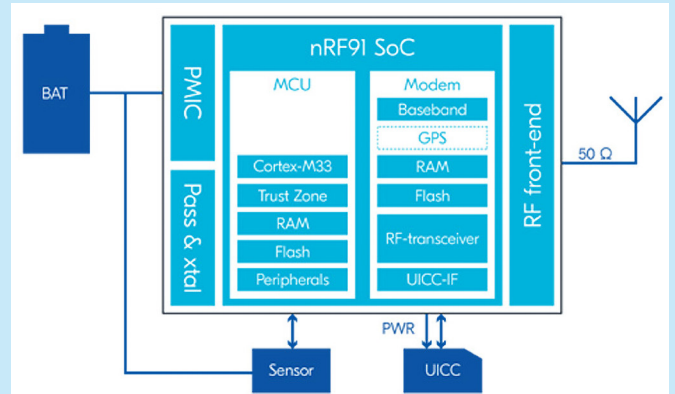 BAT
PMIC
Pass & xtal
nRF91 SoC
MCU
Cortex-M33
Trust Zone
RAM
Flash
Peripherals
Modem
Baseband
GPS
RAM
Flash
RF-transceiver
UICC-IF
RF front-end
50 Ω
PWR
Sensor
UICC